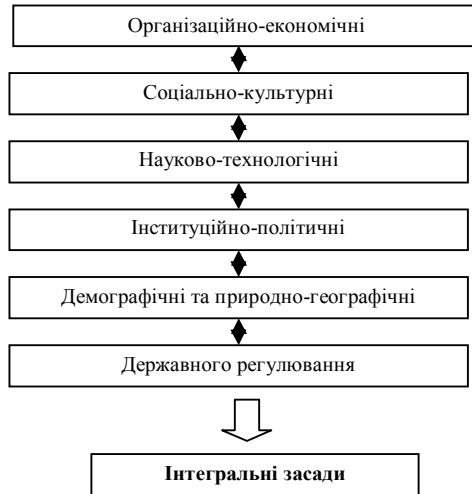 Організаційно-економічні
Соціально-культурні
Науково-технологічні
Інституційно-політичні
Демографічні та природно-географічні
Державного регулювання
Інтегральні засади